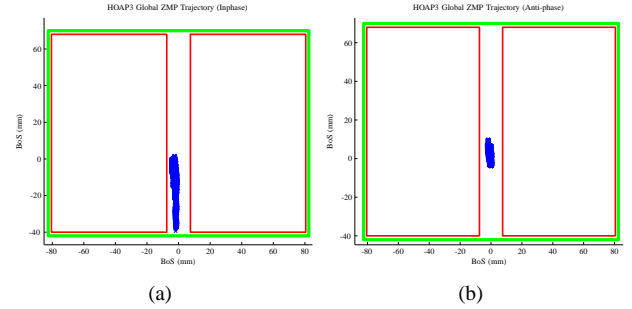 HOAP3 Global ZMP Trajectory (Inphase)
60
40
20
0
-20
-40
BoS (mm)
-80 -60 -40 -20 0 20 40 60 80
BoS (mm)
(a)
HOAP3 Global ZMP Trajectory (Anti-phase)
60
40
20
0
-20
-40
BoS (mm)
-80 -60 -40 -20 0 20 40 60 80
BoS (mm)
(b)